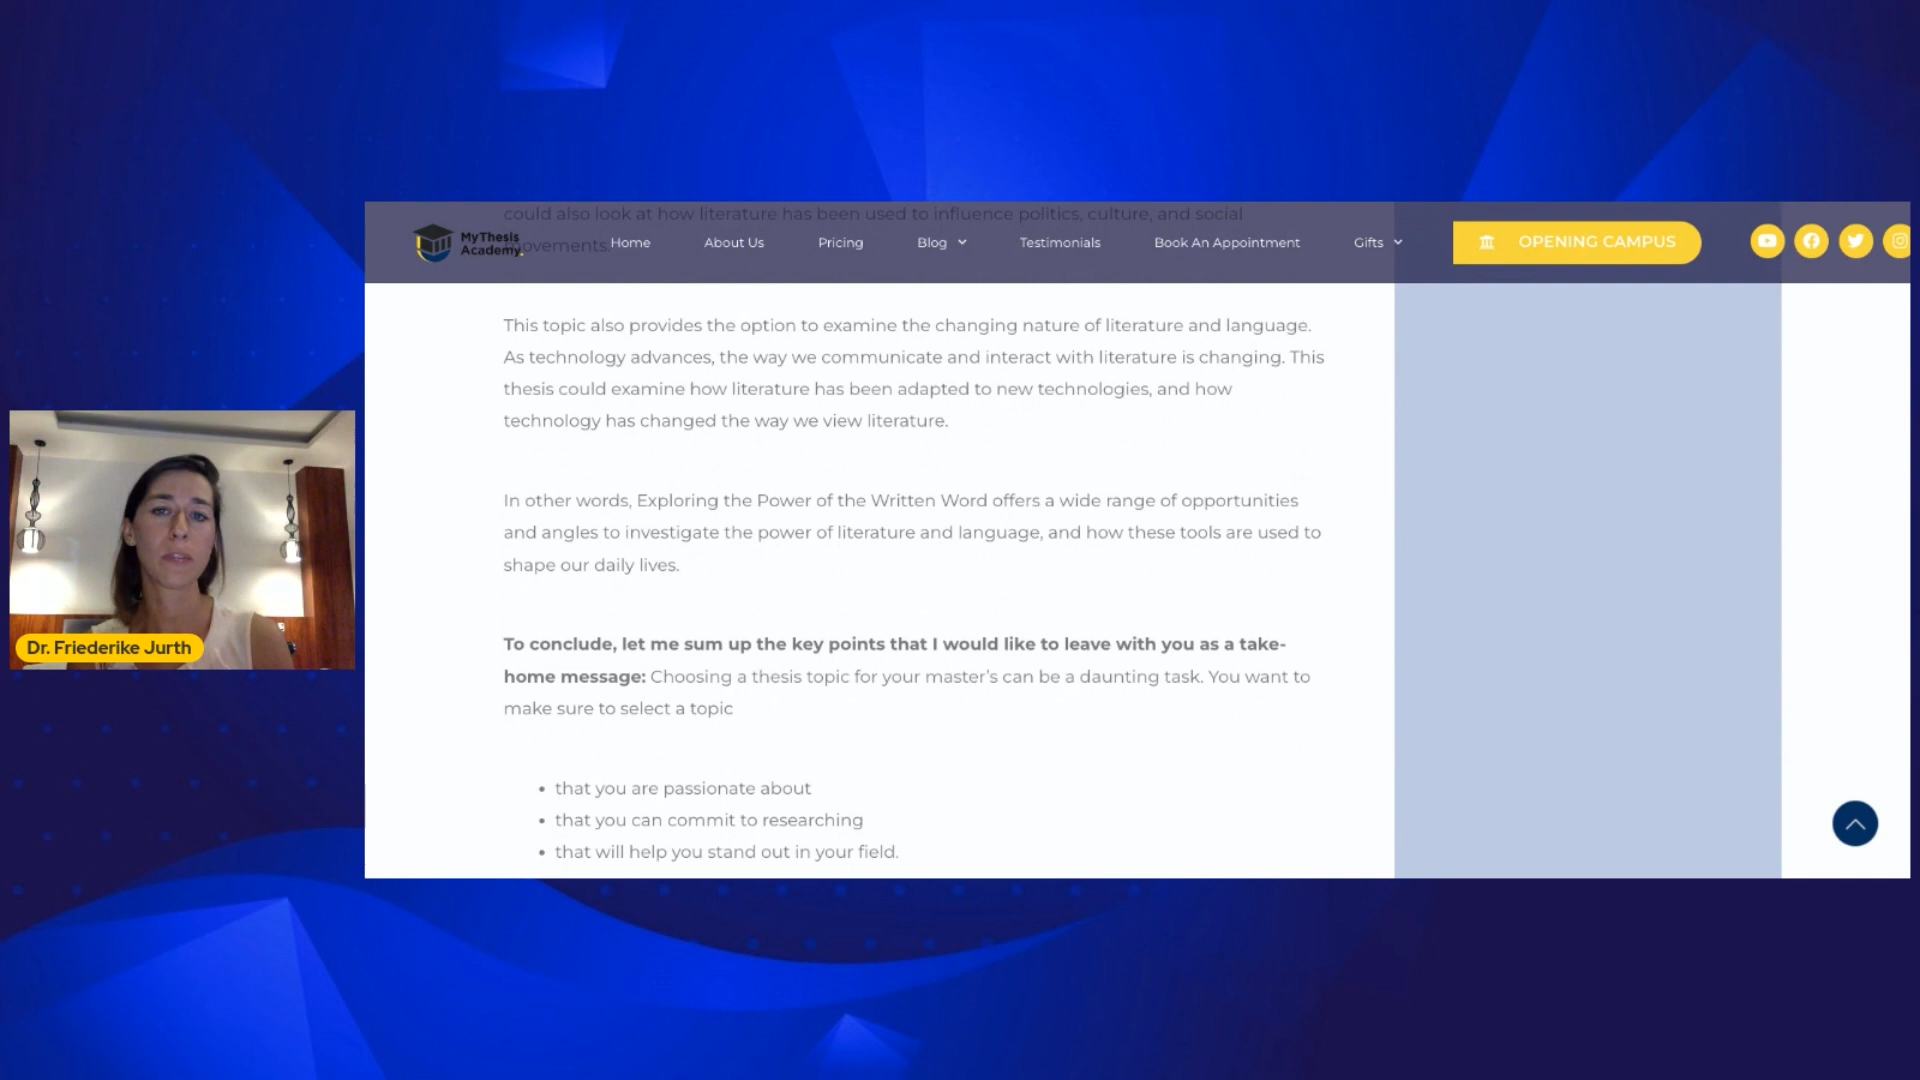 could also look at how literature has been used to influence politics, culture, and social
movements.
MyThesis
Academy.
Home About Us Pricing Blog Testimonials Book An Appointment Gifts OPENING CAMPUS
This topic also provides the option to examine the changing nature of literature and language.
As technology advances, the way we communicate and interact with literature is changing. This
thesis could examine how literature has been adapted to new technologies, and how
technology has changed the way we view literature.
In other words, Exploring the Power of the Written Word offers a wide range of opportunities
and angles to investigate the power of literature and language, and how these tools are used to
shape our daily lives.
To conclude, let me sum up the key points that I would like to leave with you as a take-
home message: Choosing a thesis topic for your master’s can be a daunting task. You want to
make sure to select a topic
• that you are passionate about
• that you can commit to researching
• that will help you stand out in your field.
Dr. Friederike Jurth